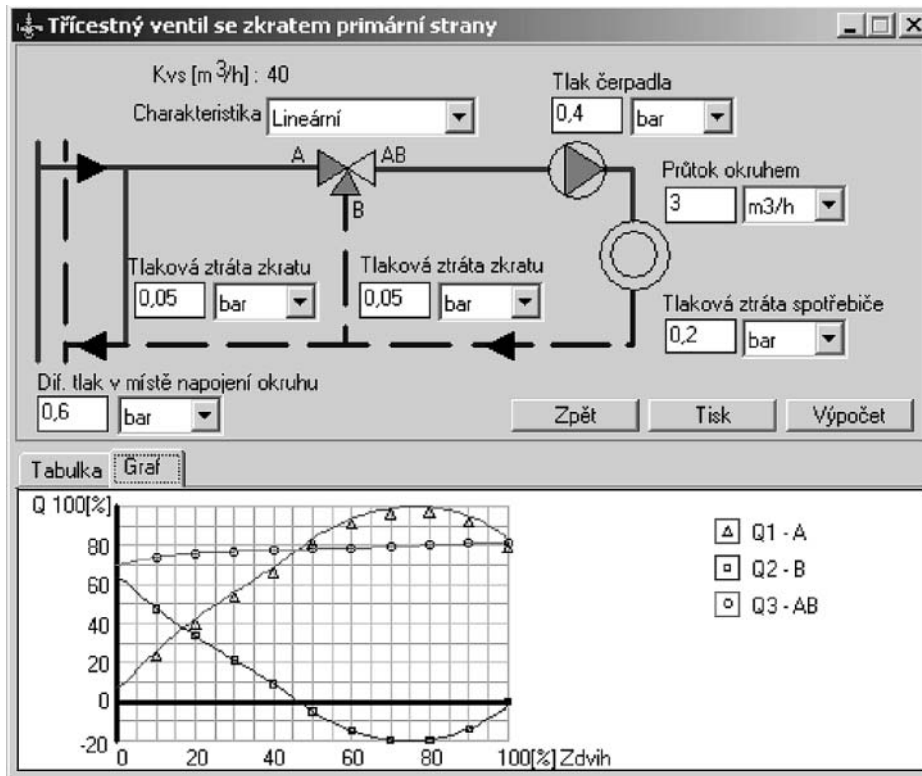 Třícestný ventil se zkratem primární strany
Kvs [m³/h] : 40
Charakteristika Lineární
Tlak čerpadla
0,4 bar
A AB
B
Průtok okruhem
3 m3/h
Tlaková ztráta zkratu
0,05 bar
Tlaková ztráta zkratu
0,05 bar
Tlaková ztráta spotřebiče
0,2 bar
Dif. tlak v místě napojení okruhu
0,6 bar
Zpět Tisk Výpočet
Tabulka Graf
Q 100[%]
80
60
40
20
0
-20
0 20 40 60 80 100[%] Zdvih
Q1 - A
Q2 - B
Q3 - AB